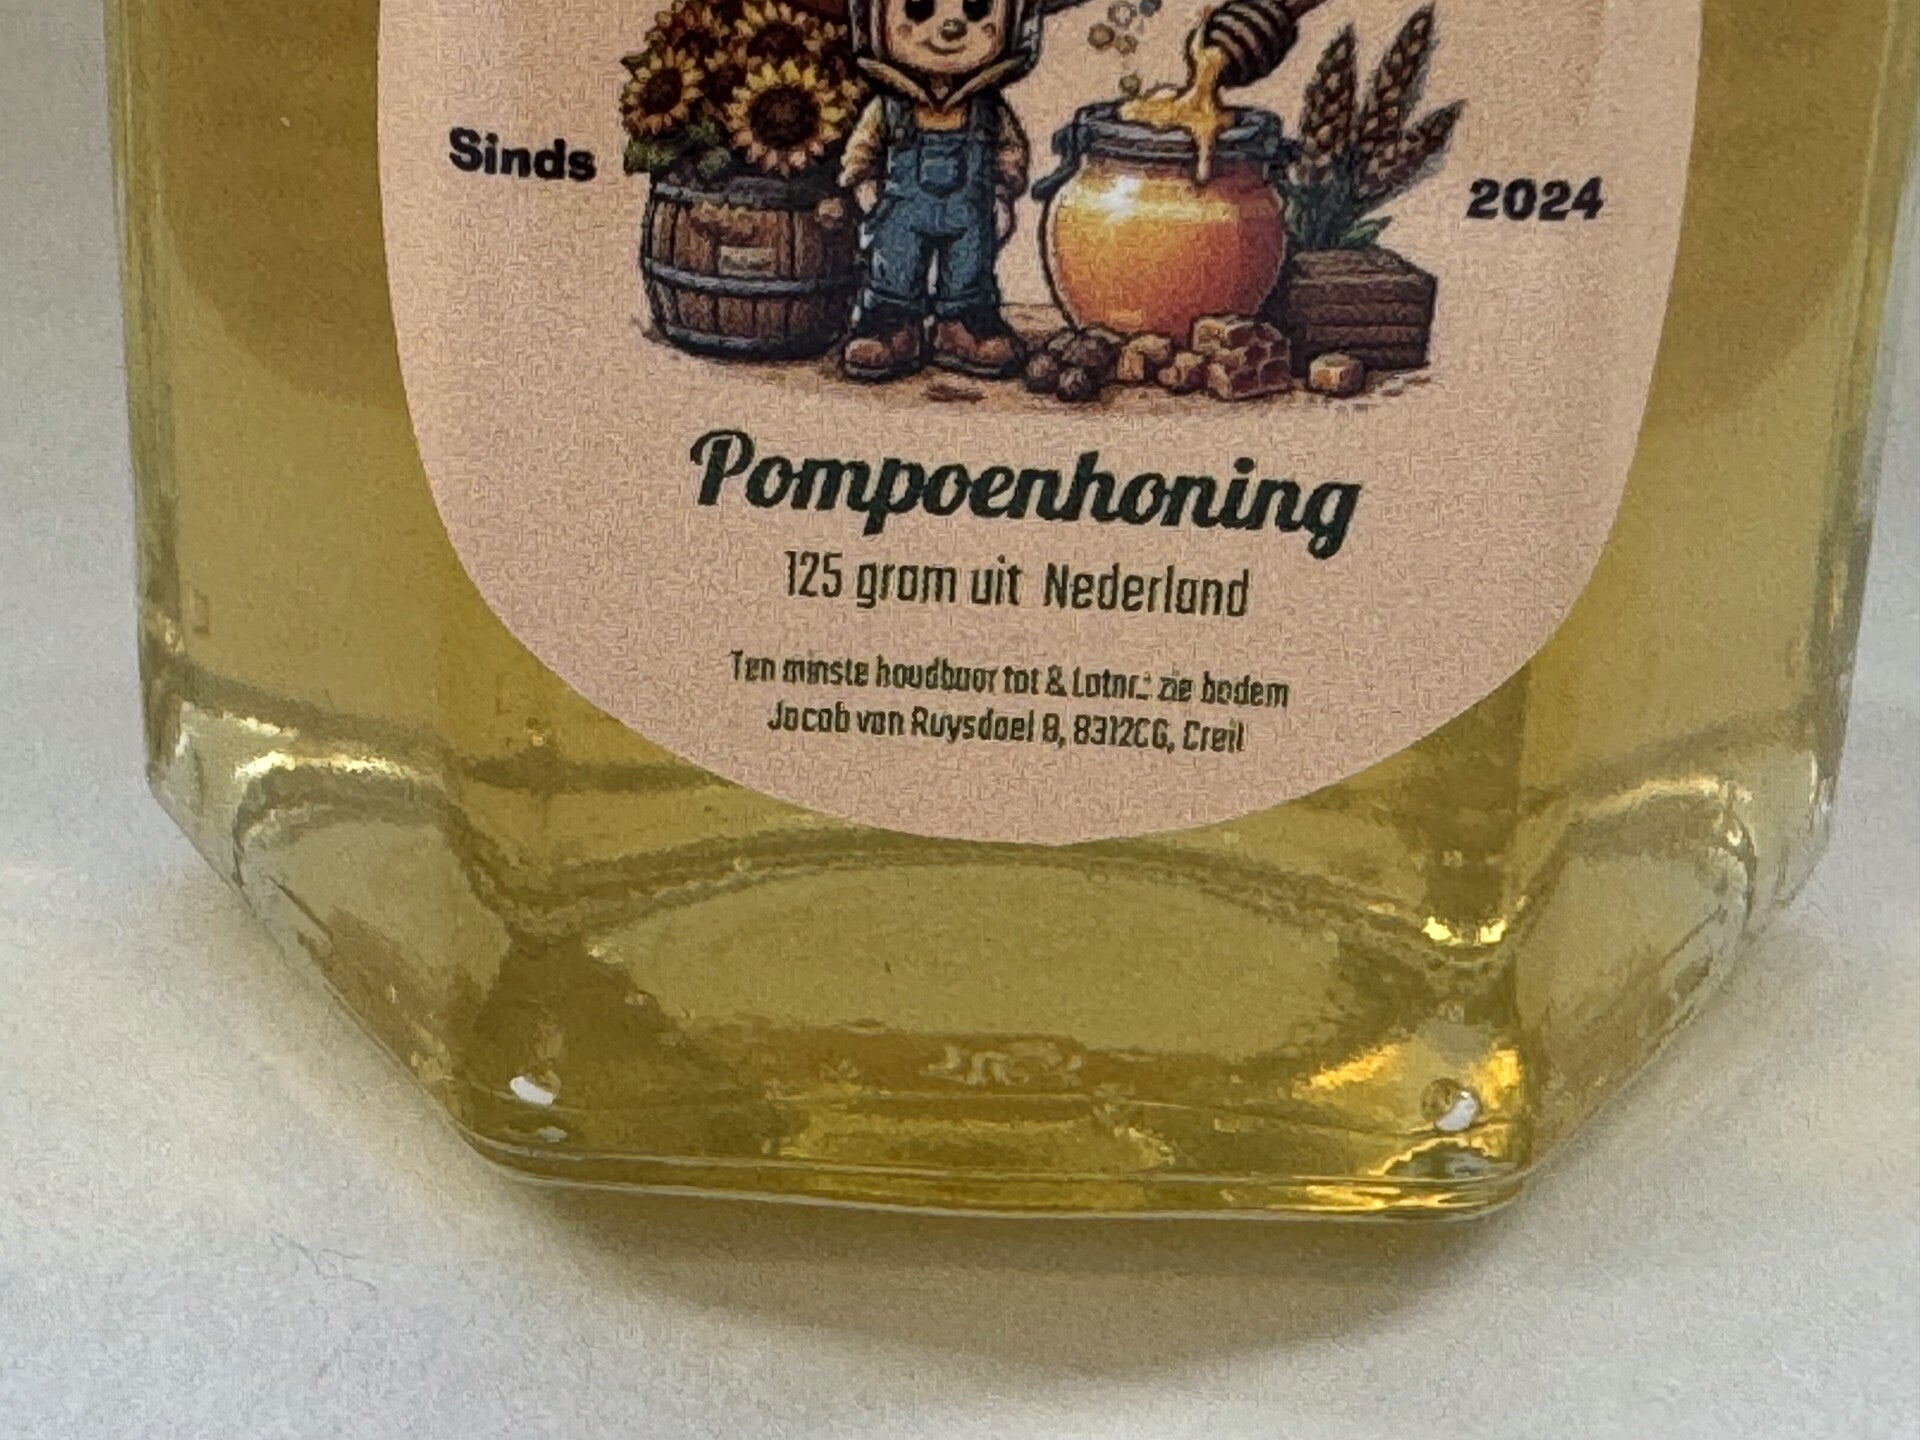 Sinds
2024
Pompoenhoning
125 gram uit Nederland
Ten minste houdbaar tot & Lotnr.: zie bodem
Jacob van Ruysdael 8, 8312CG, Creil